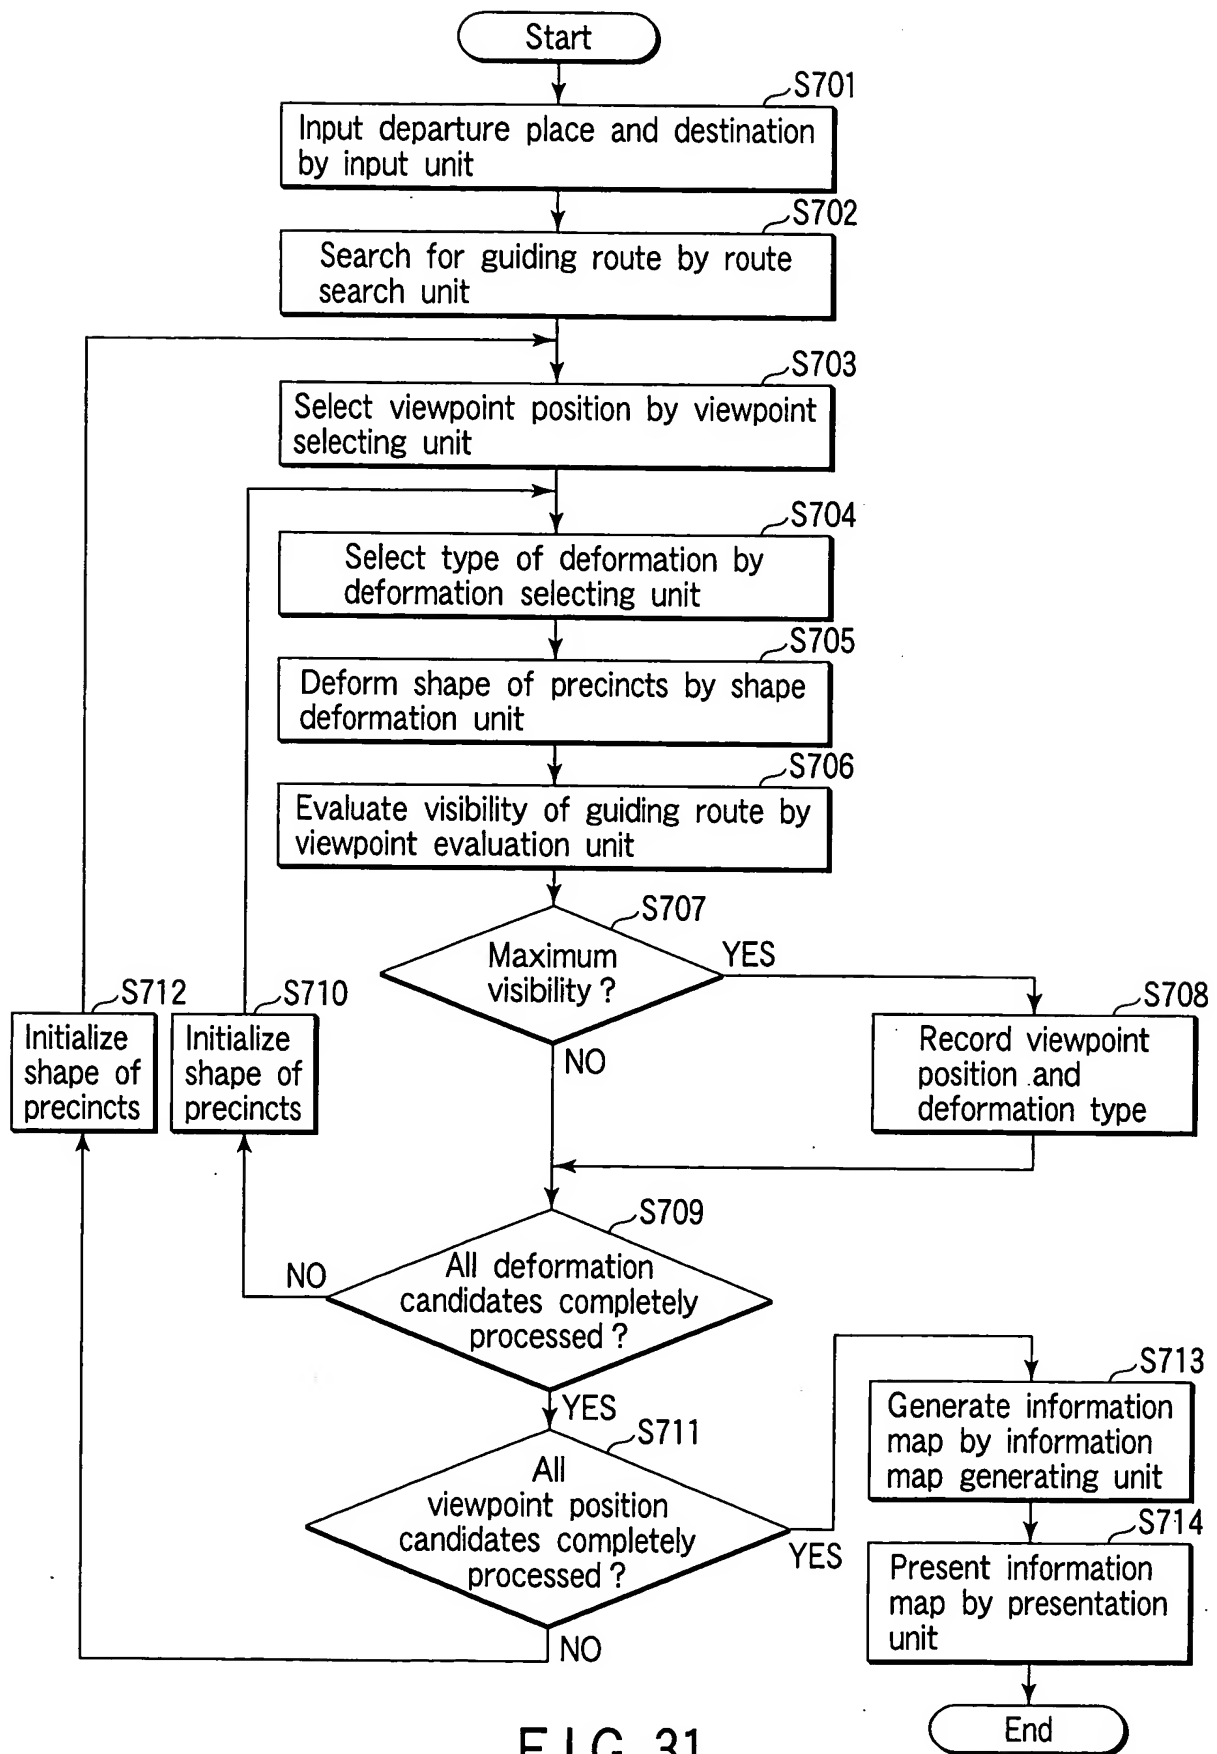 Start
S701
Input departure place and destination
by input unit
S702
Search for guiding route by route
search unit
S703
Select viewpoint position by viewpoint
selecting unit
S704
Select type of deformation by
deformation selecting unit
S705
Deform shape of precincts by shape
deformation unit
S706
Evaluate visibility of guiding route by
viewpoint evaluation unit
S707
Maximum
visibility?
YES
NO
S708
Record viewpoint
position and
deformation type
S712
Initialize
shape of
precincts
S710
Initialize
shape of
precincts
S709
All deformation
candidates completely
processed?
NO
YES
S711
All
viewpoint position
candidates completely
processed?
YES
NO
S713
Generate information
map by information
map generating unit
S714
Present information
map by presentation
unit
End
FIG. 31